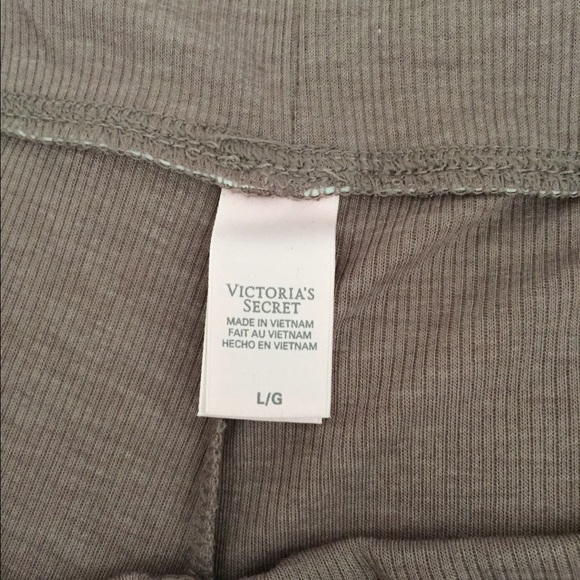 VICTORIA'S
SECRET
MADE IN VIETNAM
FAIT AU VIETNAM
HECHO EN VIETNAM
L/G